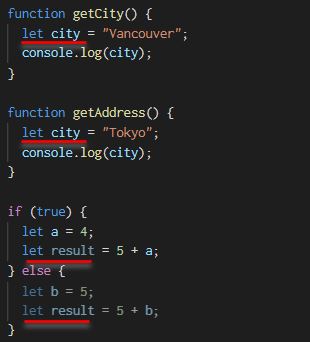 function getCity() {
  let city = "Vancouver";
  console.log(city);
}

function getAddress() {
  let city = "Tokyo";
  console.log(city);
}

if (true) {
  let a = 4;
  let result = 5 + a;
} else {
  let b = 5;
  let result = 5 + b;
}